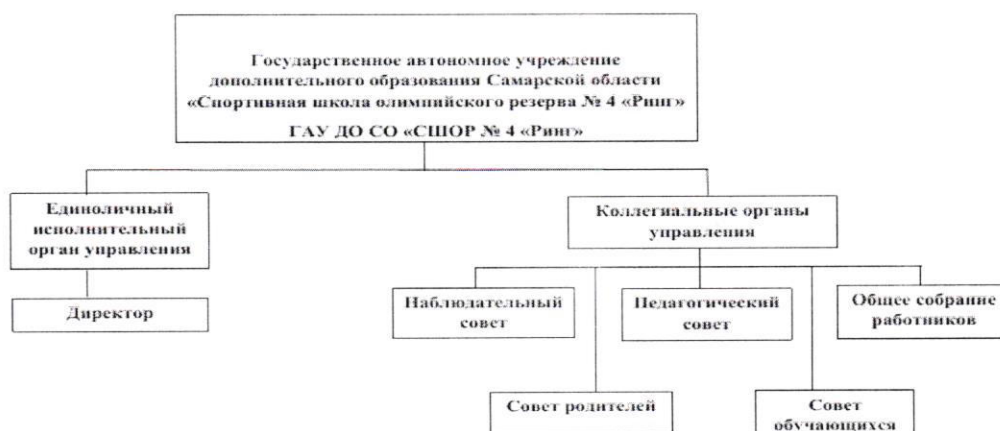 Государственное автономное учреждение
дополнительного образования Самарской области
«Спортивная школа олимпийского резерва № 4 «Ринг»
ГАУ ДО СО «СШОР № 4 «Ринг»
Единоличный
исполнительный
орган управления
Директор
Коллегиальные органы
управления
Наблюдательный
совет
Педагогический
совет
Общее собрание
работников
Совет родителей
Совет
обучающихся